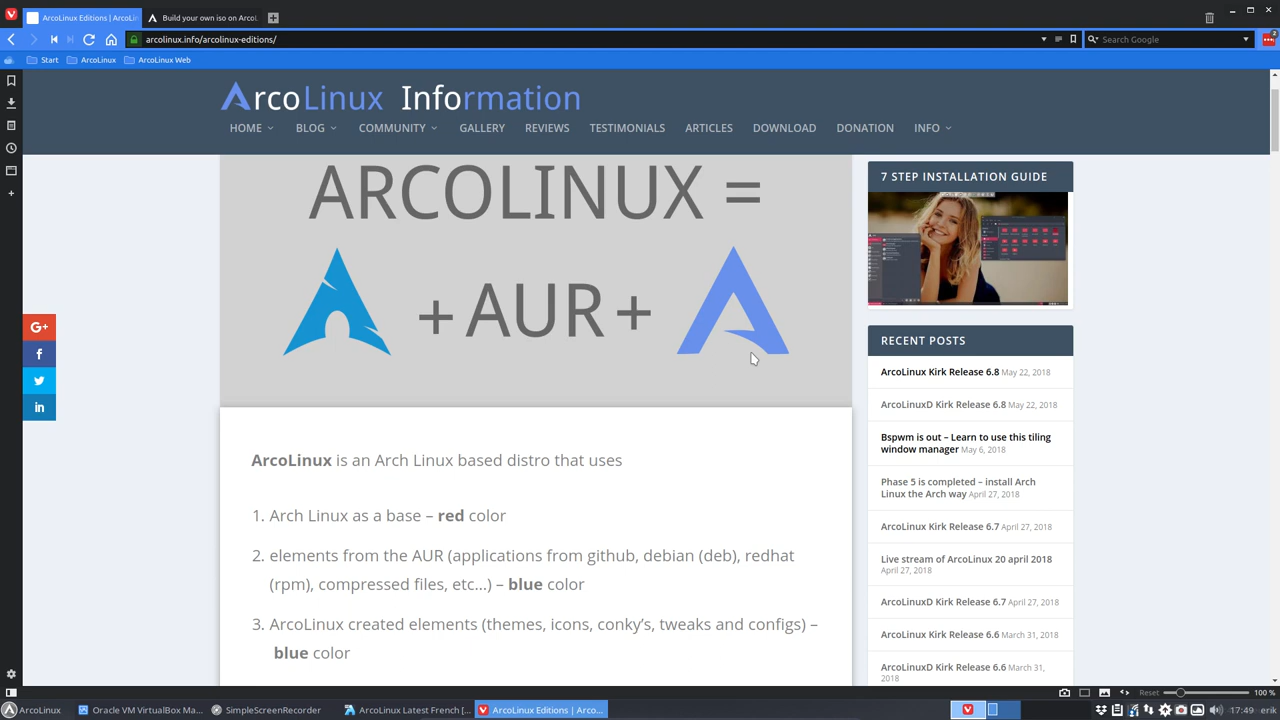 ArcoLinux Editions | ArcoLi
Build your own iso on ArcoL
arcolinux.info/arcolinux-editions/
Search Google
2
Start
ArcoLinux
ArcoLinux Web
ArcoLinux Information
HOME
BLOG
COMMUNITY
GALLERY
REVIEWS
TESTIMONIALS
ARTICLES
DOWNLOAD
DONATION
INFO
ARCOLINUX =
+ AUR +
G+
f
in
ArcoLinux is an Arch Linux based distro that uses
1. Arch Linux as a base – red color
2. elements from the AUR (applications from github, debian (deb), redhat
(rpm), compressed files, etc...) – blue color
3. ArcoLinux created elements (themes, icons, conky's, tweaks and configs) –
blue color
7 STEP INSTALLATION GUIDE
RECENT POSTS
ArcoLinux Kirk Release 6.8 May 22, 2018
ArcoLinuxD Kirk Release 6.8 May 22, 2018
Bspwm is out – Learn to use this tiling
window manager May 6, 2018
Phase 5 is completed – install Arch
Linux the Arch way April 27, 2018
ArcoLinux Kirk Release 6.7 April 27, 2018
Live stream of ArcoLinux 20 april 2018
April 27, 2018
ArcoLinuxD Kirk Release 6.7 April 27, 2018
ArcoLinux Kirk Release 6.6 March 31, 2018
ArcoLinuxD Kirk Release 6.6 March 31,
2018
Reset
100 %
ArcoLinux
Oracle VM VirtualBox Ma...
SimpleScreenRecorder
ArcoLinux Latest French [...
ArcoLinux Editions | Arco...
17:49
erik